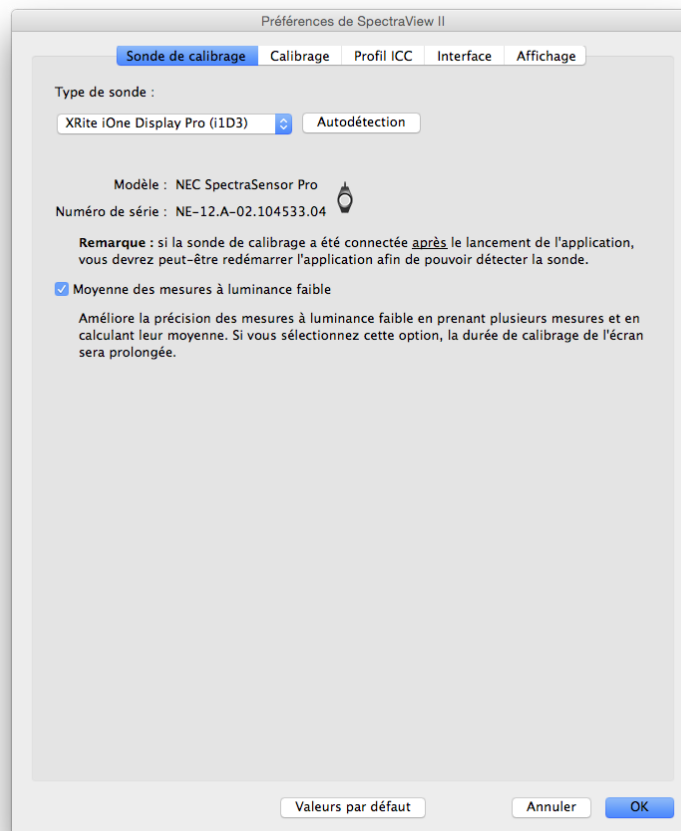 Préférences de SpectraView II
Sonde de calibrage Calibrage Profil ICC Interface Affichage
Type de sonde :
XRite iOne Display Pro (i1D3) Autodétection
Modèle : NEC SpectraSensor Pro
Numéro de série : NE-12.A-02.104533.04
Remarque : si la sonde de calibrage a été connectée après le lancement de l'application,
vous devrez peut-être redémarrer l'application afin de pouvoir détecter la sonde.
Moyenne des mesures à luminance faible
Améliore la précision des mesures à luminance faible en prenant plusieurs mesures et en
calculant leur moyenne. Si vous sélectionnez cette option, la durée de calibrage de l'écran
sera prolongée.
Valeurs par défaut Annuler OK